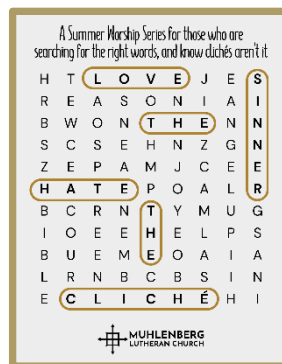 A Summer Worship Series for those who are
searching for the right words, and know clichés aren't it
H T L O V E J E S
R E A S O N I A I
B W O N T H E N N
S C S E H N Z G N
Z E P A M J C E E
H A T E P O A L R
B C R N T Y M U G
I O E E H E L P S
B U E M E O A I A
L R N B C B S I N
E C L I C H É H I
MUHLENBERG
LUTHERAN CHURCH